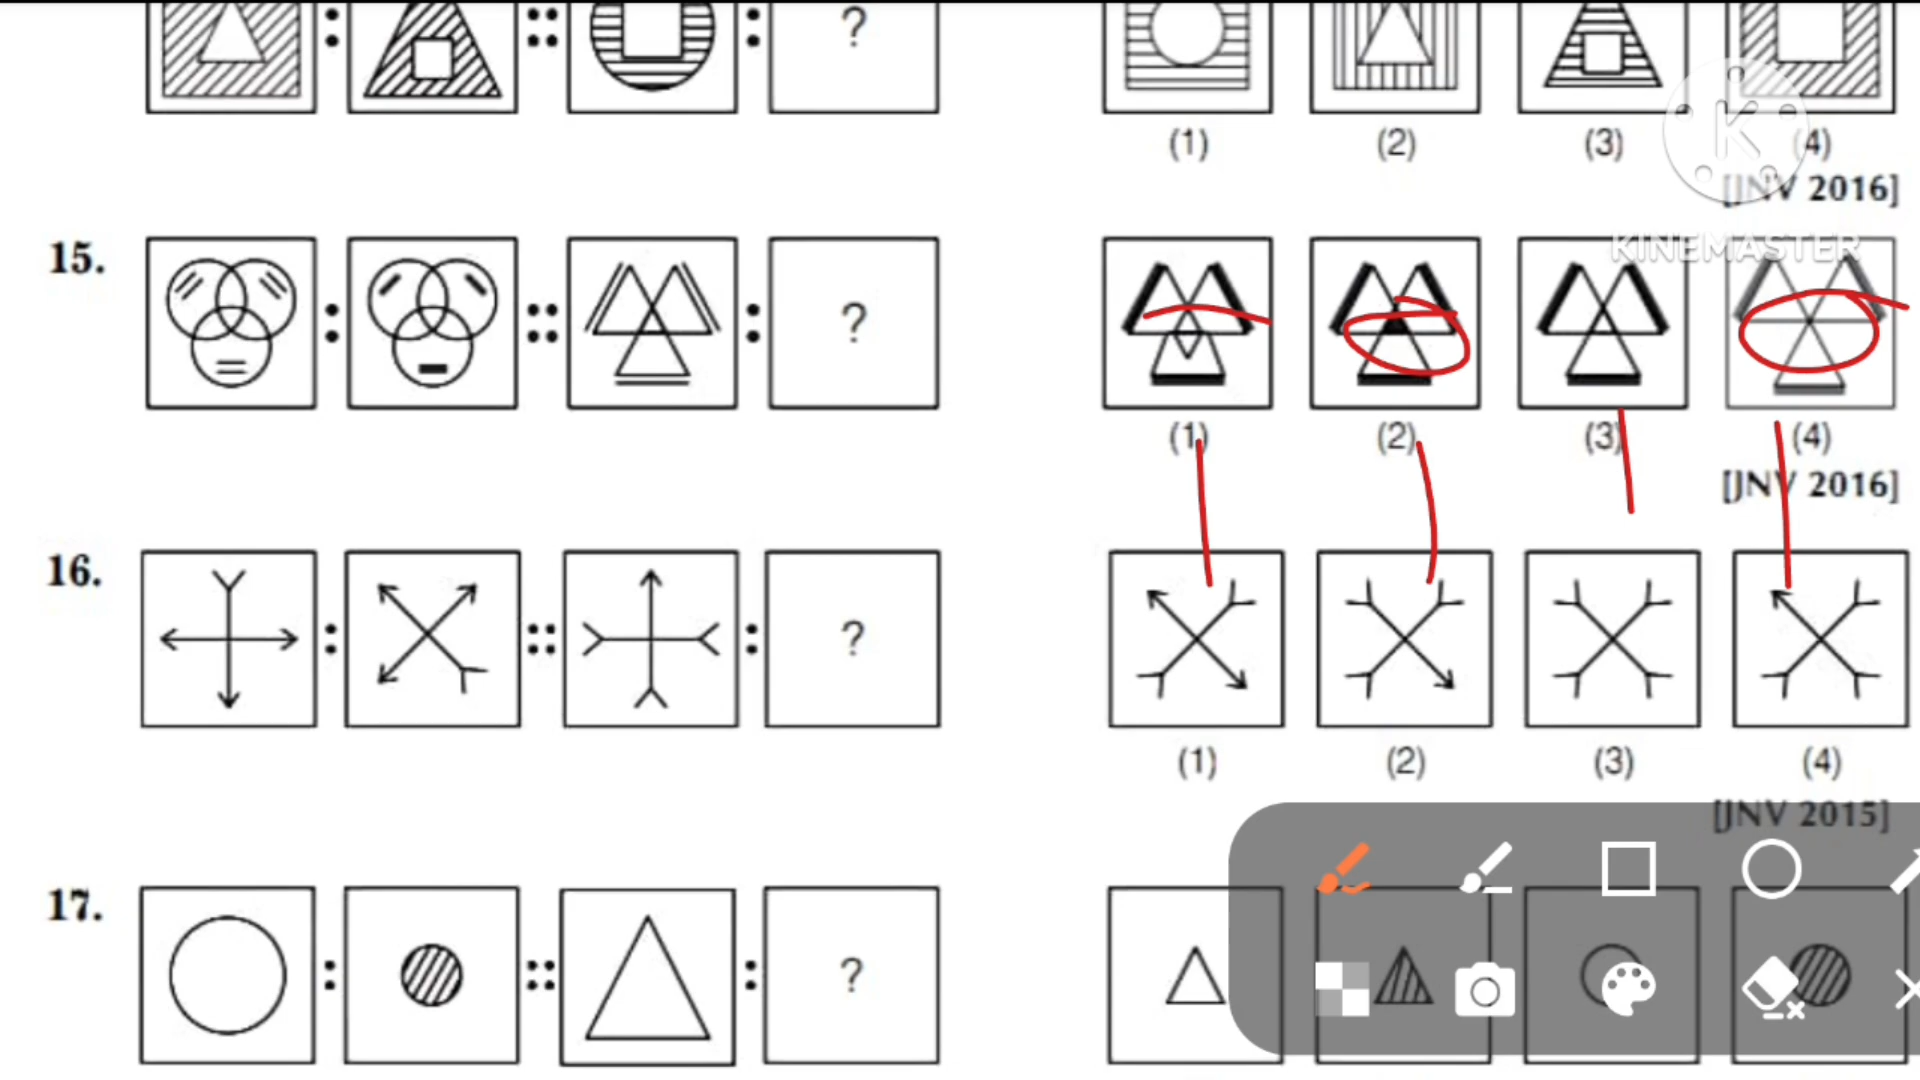 : :: : ?
(1) (2) (3) (4)
[JNV 2016]
K
KINEMASTER
15. : :: : ?
(1) (2) (3) (4)
[JNV 2016]
16. : :: : ?
(1) (2) (3) (4)
[JNV 2015]
17. : :: : ?